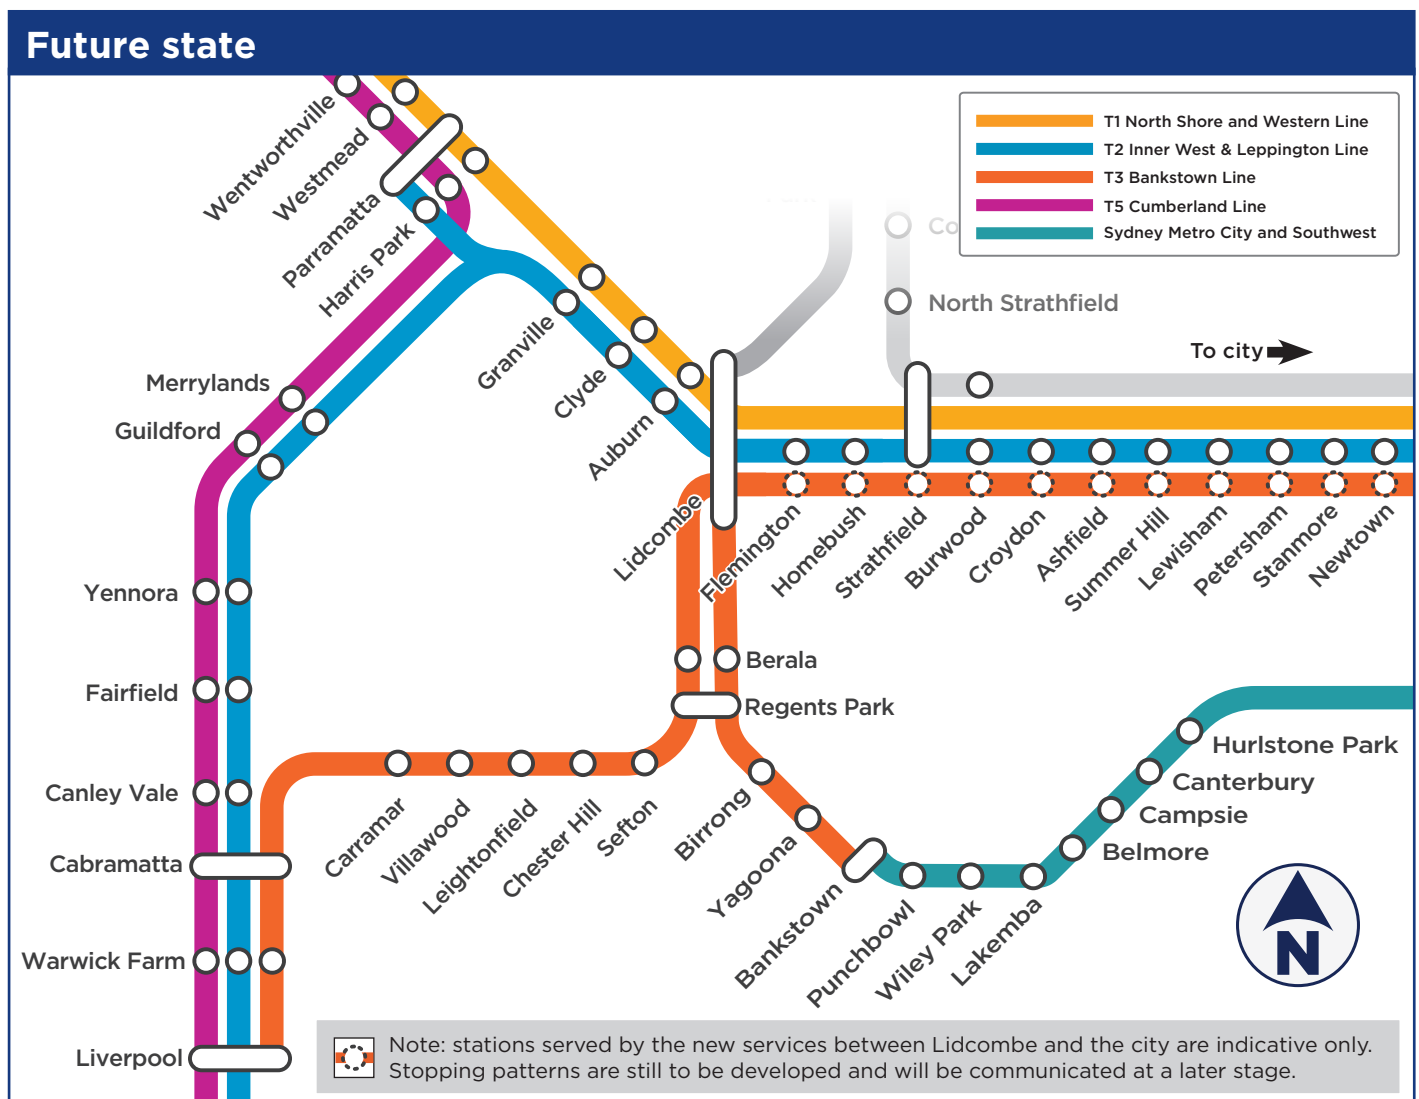 Future state
T1 North Shore and Western Line
T2 Inner West & Leppington Line
T3 Bankstown Line
T5 Cumberland Line
Sydney Metro City and Southwest
Wentworthville
Westmead
Parramatta
Harris Park
Co
North Strathfield
To city
Granville
Clyde
Auburn
Merrylands
Guildford
Lidcombe
Flemington
Homebush
Strathfield
Burwood
Croydon
Ashfield
Summer Hill
Lewisham
Petersham
Stanmore
Newtown
Yennora
Fairfield
Canley Vale
Cabramatta
Warwick Farm
Liverpool
Berala
Regents Park
Carramar
Villawood
Leightonfield
Chester Hill
Sefton
Birrong
Yagoona
Bankstown
Punchbowl
Wiley Park
Lakemba
Hurlstone Park
Canterbury
Campsie
Belmore
N
Note: stations served by the new services between Lidcombe and the city are indicative only.
Stopping patterns are still to be developed and will be communicated at a later stage.